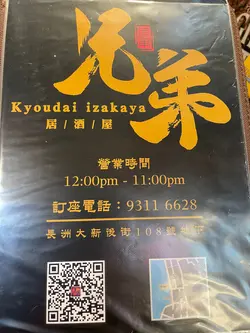 兄弟
Kyoudai izakaya
居/酒/屋
營業時間
12:00pm - 11:00pm
訂座電話：9311 6628
長洲大新後街108號地下